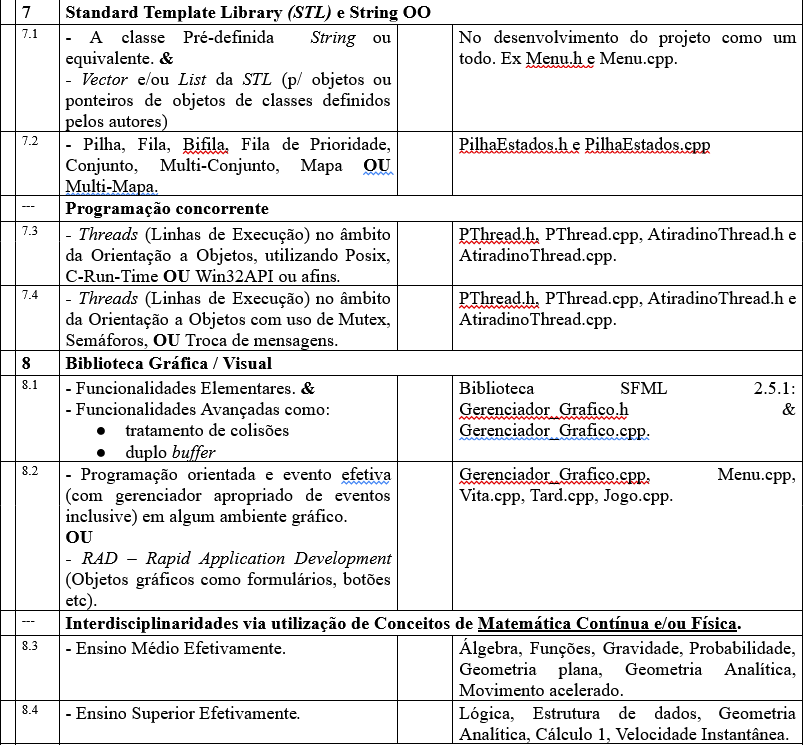 7 Standard Template Library (STL) e String OO
7.1 - A classe Pré-definida String ou
equivalente. &
- Vector e/ou List da STL (p/ objetos ou
ponteiros de objetos de classes definidos
pelos autores)
No desenvolvimento do projeto como um
todo. Ex Menu.h e Menu.cpp.
7.2 - Pilha, Fila, Bifila, Fila de Prioridade,
Conjunto, Multi-Conjunto, Mapa OU
Multi-Mapa.
PilhaEstados.h e PilhaEstados.cpp
--- Programação concorrente
7.3 - Threads (Linhas de Execução) no âmbito
da Orientação a Objetos, utilizando Posix,
C-Run-Time OU Win32API ou afins.
PThread.h, PThread.cpp, AtiradinoThread.h e
AtiradinoThread.cpp.
7.4 - Threads (Linhas de Execução) no âmbito
da Orientação a Objetos com uso de Mutex,
Semáforos, OU Troca de mensagens.
PThread.h, PThread.cpp, AtiradinoThread.h e
AtiradinoThread.cpp.
8 Biblioteca Gráfica / Visual
8.1 - Funcionalidades Elementares. &
- Funcionalidades Avançadas como:
● tratamento de colisões
● duplo buffer
Biblioteca SFML 2.5.1:
Gerenciador_Grafico.h &
Gerenciador_Grafico.cpp.
8.2 - Programação orientada e evento efetiva
(com gerenciador apropriado de eventos
inclusive) em algum ambiente gráfico.
OU
- RAD – Rapid Application Development
(Objetos gráficos como formulários, botões
etc).
Gerenciador_Grafico.cpp, Menu.cpp,
Vita.cpp, Tard.cpp, Jogo.cpp.
--- Interdisciplinaridades via utilização de Conceitos de Matemática Contínua e/ou Física.
8.3 - Ensino Médio Efetivamente.
Álgebra, Funções, Gravidade, Probabilidade,
Geometria plana, Geometria Analítica,
Movimento acelerado.
8.4 - Ensino Superior Efetivamente.
Lógica, Estrutura de dados, Geometria
Analítica, Cálculo 1, Velocidade Instantânea.